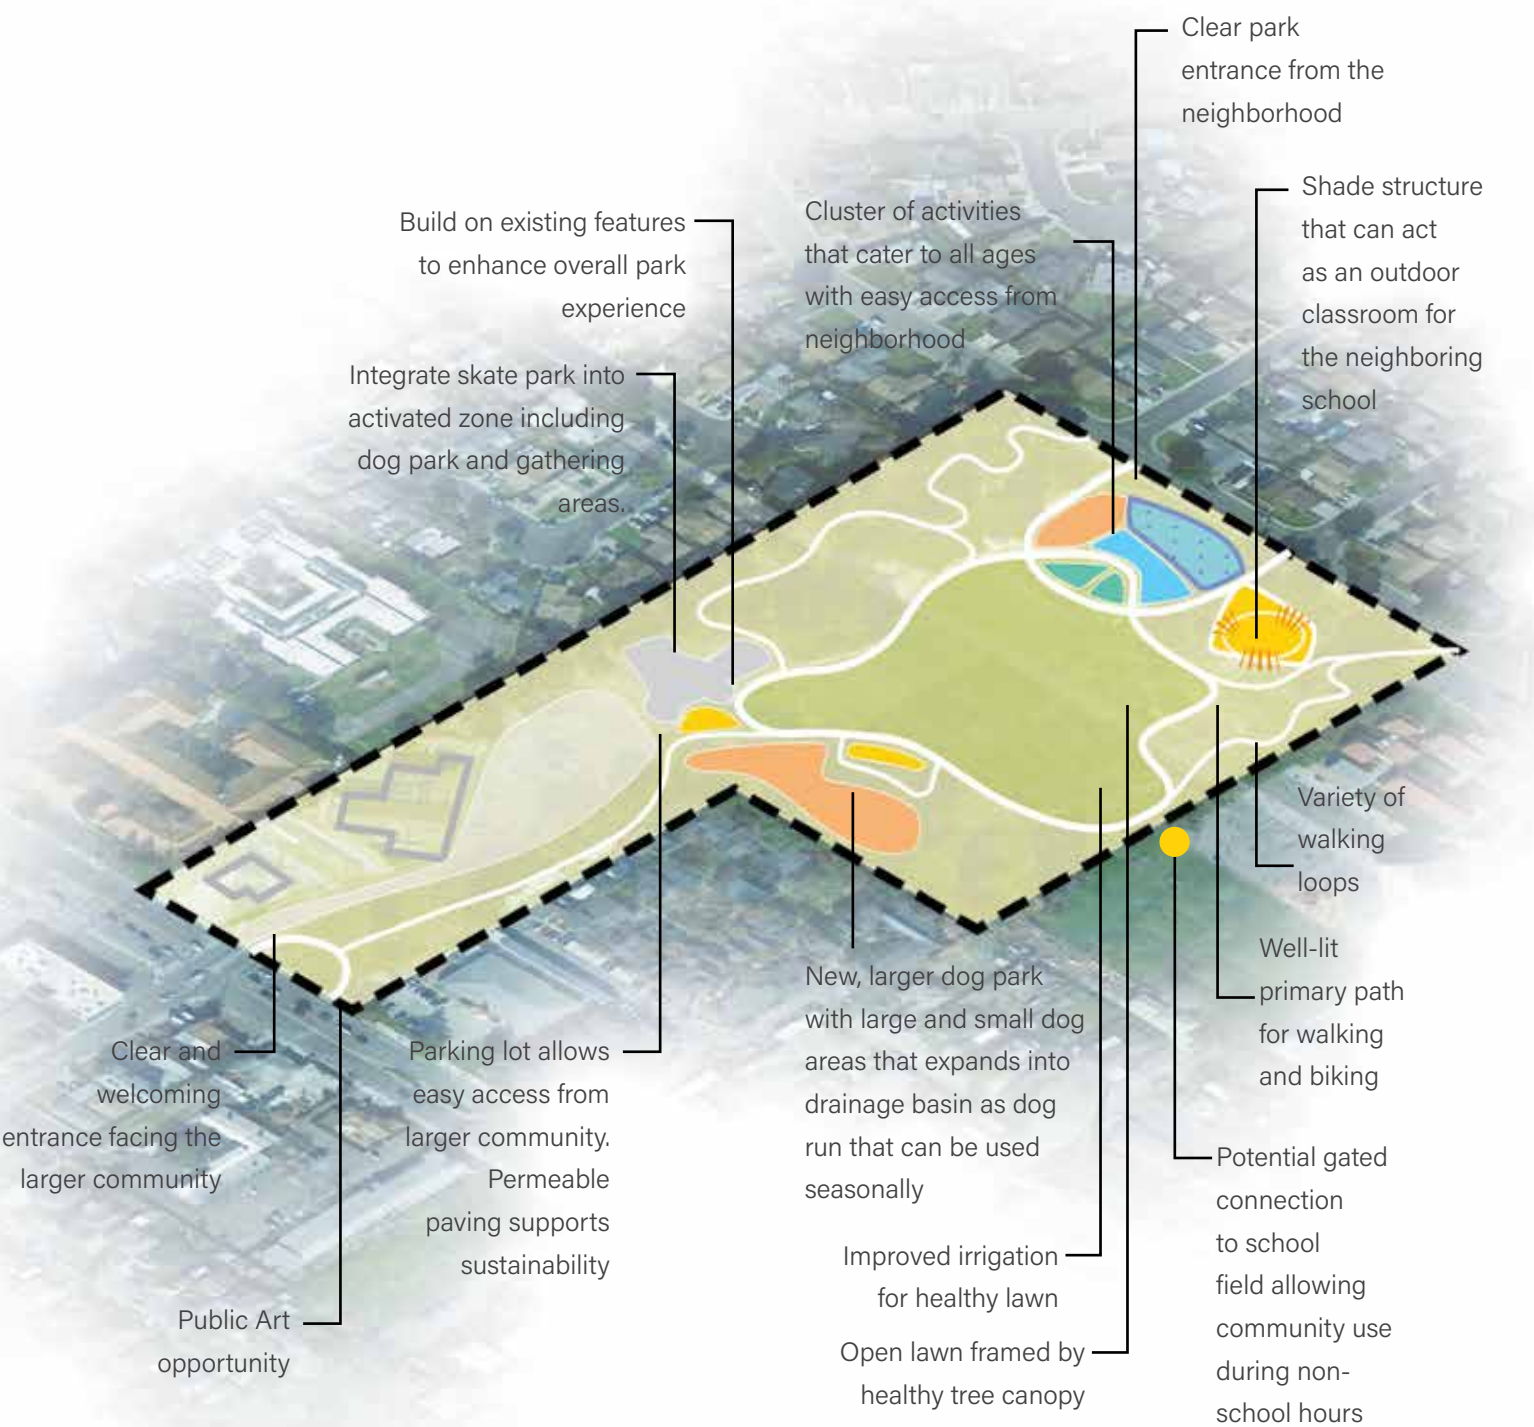 Clear park
entrance from the
neighborhood
Shade structure
that can act
as an outdoor
classroom for
the neighboring
school
Cluster of activities
that cater to all ages
with easy access from
neighborhood
Build on existing features
to enhance overall park
experience
Integrate skate park into
activated zone including
dog park and gathering
areas.
Variety of
walking
loops
Well-lit
primary path
for walking
and biking
New, larger dog park
with large and small dog
areas that expands into
drainage basin as dog
run that can be used
seasonally
Clear and
welcoming
entrance facing the
larger community
Parking lot allows
easy access from
larger community.
Permeable
paving supports
sustainability
Potential gated
connection
to school
field allowing
community use
during non-
school hours
Improved irrigation
for healthy lawn
Public Art
opportunity
Open lawn framed by
healthy tree canopy